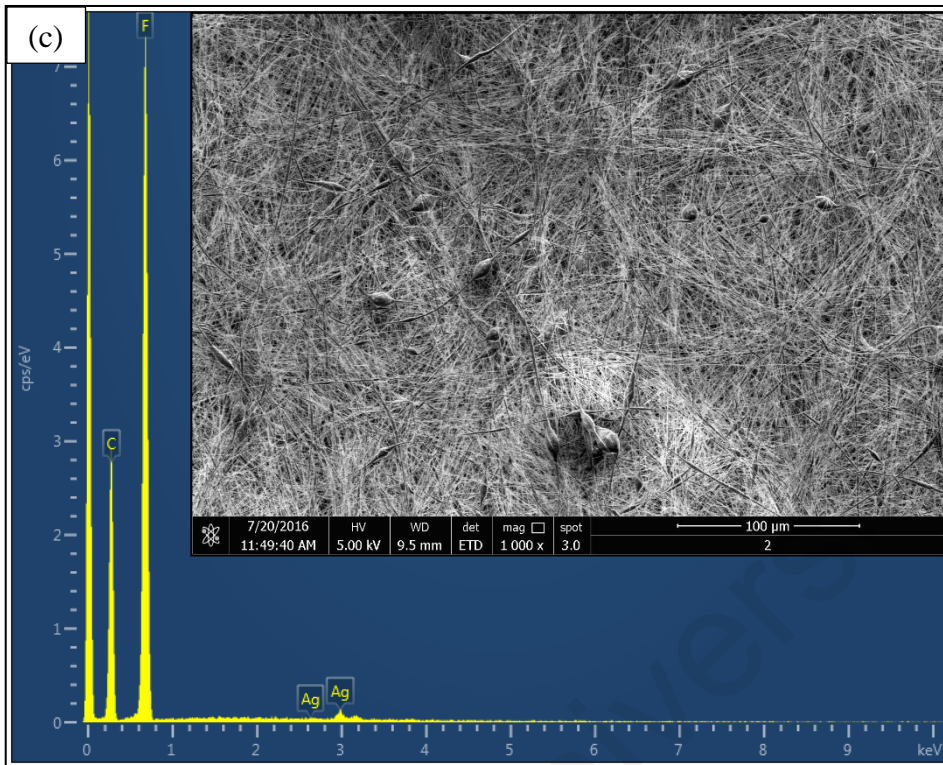 (c)
F
7
6
5
4
cps/eV
3
C
2
1
0
Ag Ag
0 1 2 3 4 5 6 7 8 9 keV
7/20/2016 HV WD det mag spot 100 µm
11:49:40 AM 5.00 kV 9.5 mm ETD 1 000 x 3.0 2